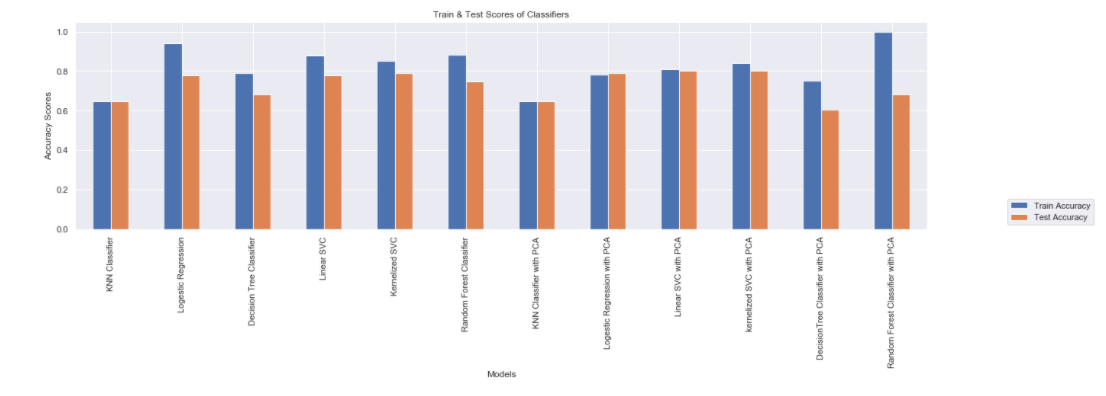 Train & Test Scores of Classifiers
Accuracy Scores
1.0
0.8
0.6
0.4
0.2
0.0
KNN Classifier
Logestic Regression
Decision Tree Classifier
Linear SVC
Kernelized SVC
Random Forest Classifier
KNN Classifier with PCA
Logestic Regression with PCA
Linear SVC with PCA
kernelized SVC with PCA
DecisionTree Classifier with PCA
Random Forest Classifier with PCA
Models
Train Accuracy
Test Accuracy